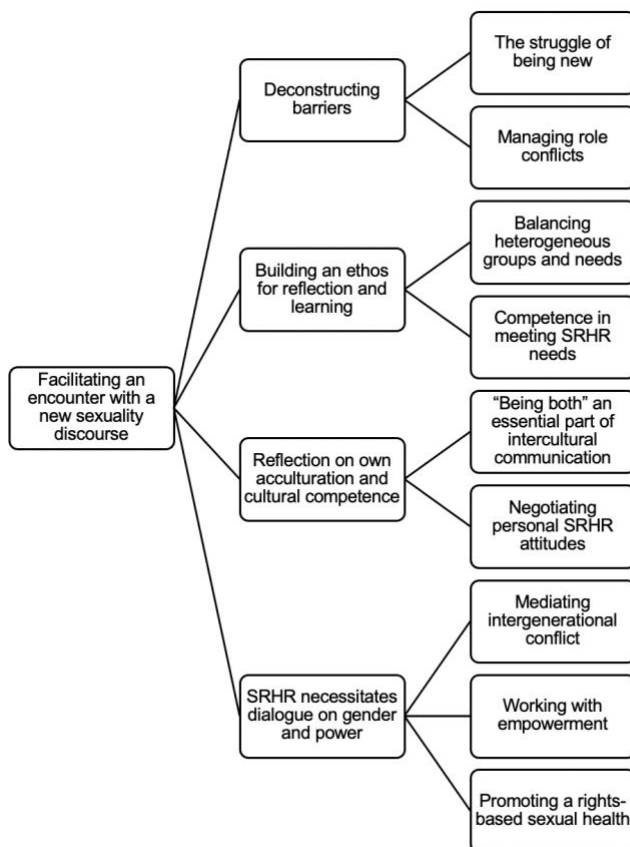 The struggle of
being new
Deconstructing
barriers
Managing role
conflicts
Balancing
heterogeneous
groups and needs
Building an ethos
for reflection and
learning
Competence in
meeting SRHR
needs
Facilitating an
encounter with a
new sexuality
discourse
“Being both” an
essential part of
intercultural
communication
Reflection on own
acculturation and
cultural competence
Negotiating
personal SRHR
attitudes
Mediating
intergenerational
conflict
SRHR necessitates
dialogue on gender
and power
Working with
empowerment
Promoting a rights-
based sexual health